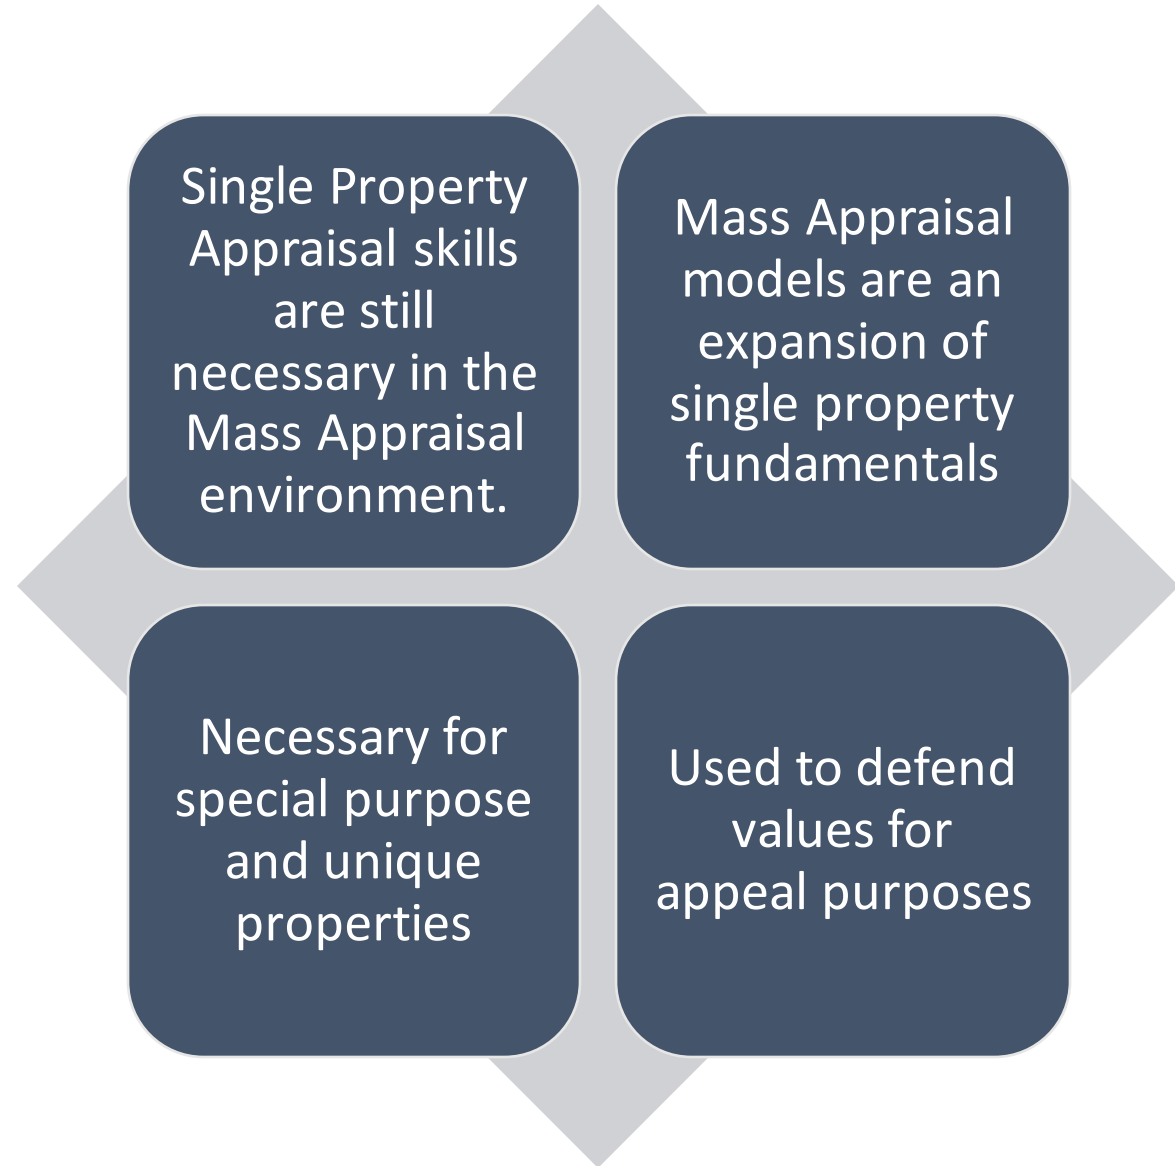 Single Property
Appraisal skills
are still
necessary in the
Mass Appraisal
environment.
Mass Appraisal
models are an
expansion of
single property
fundamentals
Necessary for
special purpose
and unique
properties
Used to defend
values for
appeal purposes